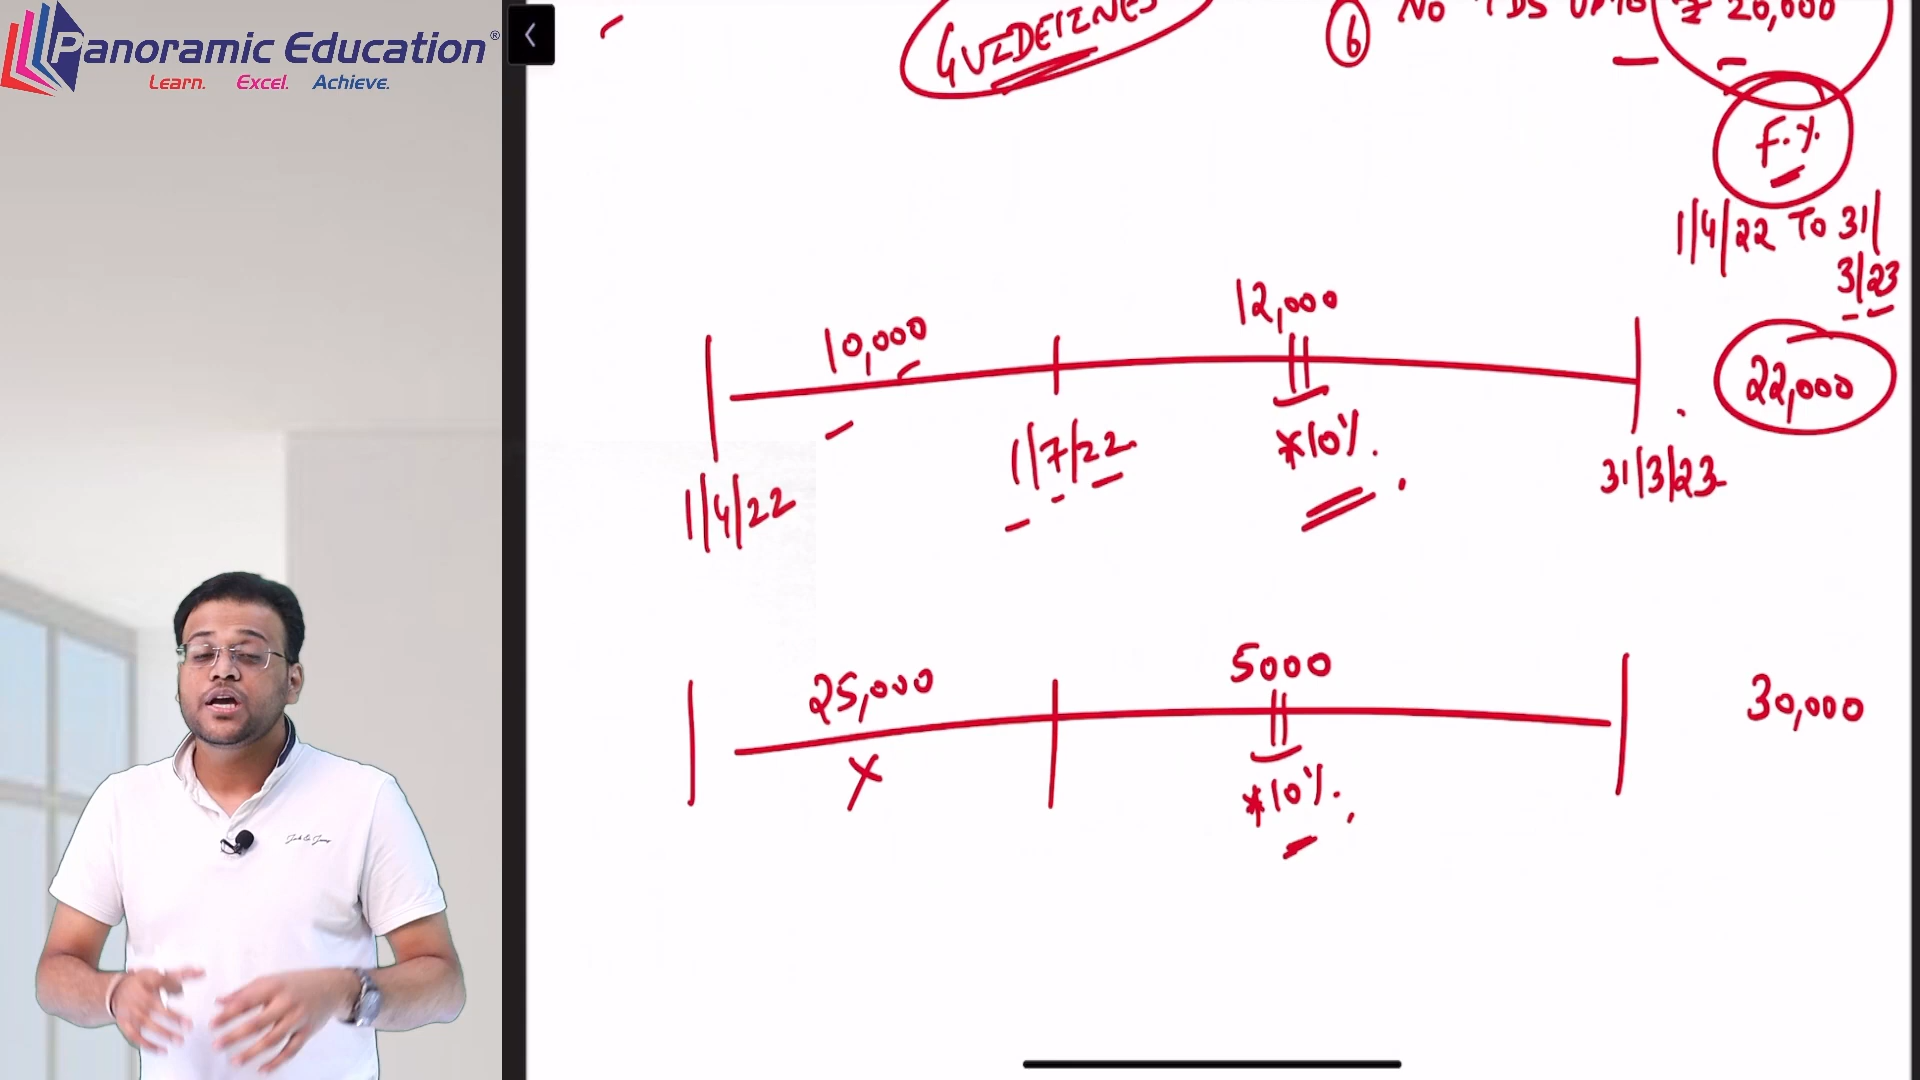 Panoramic Education®
Learn. Excel. Achieve.
GUIDELINES
⑥ No TDS UPTO ₹ 20,000
F.Y.
1/4/22 To 31/
3/23
10,000
12,000
22,000
1/7/22
*10%.
1/4/22
31/3/23
25,000
5000
30,000
X
*10%.